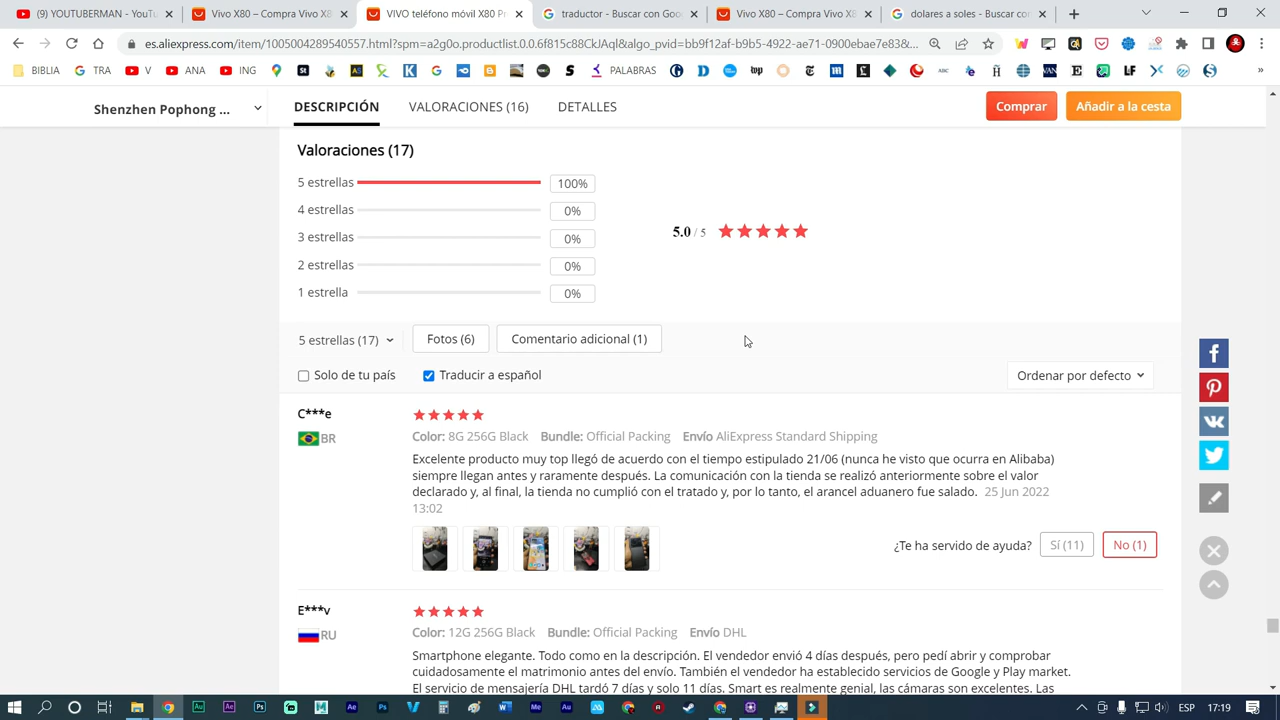 (9) YOUTUBERMAN - YouTu
Vivo X80 – Compra Vivo X8
VIVO teléfono móvil X80 Pr
traductor - Buscar con Goo
Vivo X80 – Compra Vivo X8
dolares a soles - Buscar con
es.aliexpress.com/item/1005004289540557.html?spm=a2g0o.productlist.0.0.3f815c88CkJAqI&algo_pvid=bb9f12af-b9b5-4922-ae71-0900ebae7e83&...
BIBLIA
TRA
V
ANA
ING
PALABRAS
»
Shenzhen Pophong ...
DESCRIPCIÓN
VALORACIONES (16)
DETALLES
Comprar
Añadir a la cesta
Valoraciones (17)
5 estrellas 100%
4 estrellas 0%
3 estrellas 0%
2 estrellas 0%
1 estrella 0%
5.0 / 5
5 estrellas (17)
Fotos (6)
Comentario adicional (1)
Solo de tu país
Traducir a español
Ordenar por defecto
C***e
BR
Color: 8G 256G Black Bundle: Official Packing Envío AliExpress Standard Shipping
Excelente producto muy top llegó de acuerdo con el tiempo estipulado 21/06 (nunca he visto que ocurra en Alibaba)
siempre llegan antes y raramente después. La comunicación con la tienda se realizó anteriormente sobre el valor
declarado y, al final, la tienda no cumplió con el tratado y, por lo tanto, el arancel aduanero fue salado. 25 Jun 2022
13:02
¿Te ha servido de ayuda?
Sí (11)
No (1)
E***v
RU
Color: 12G 256G Black Bundle: Official Packing Envío DHL
Smartphone elegante. Todo como en la descripción. El vendedor envió 4 días después, pero pedí abrir y comprobar
cuidadosamente el matrimonio antes del envío. También el vendedor ha establecido servicios de Google y Play market.
El servicio de mensajería DHL tardó 7 días y solo 11 días. Smart es realmente genial, las cámaras son excelentes. Las
ESP
17:19